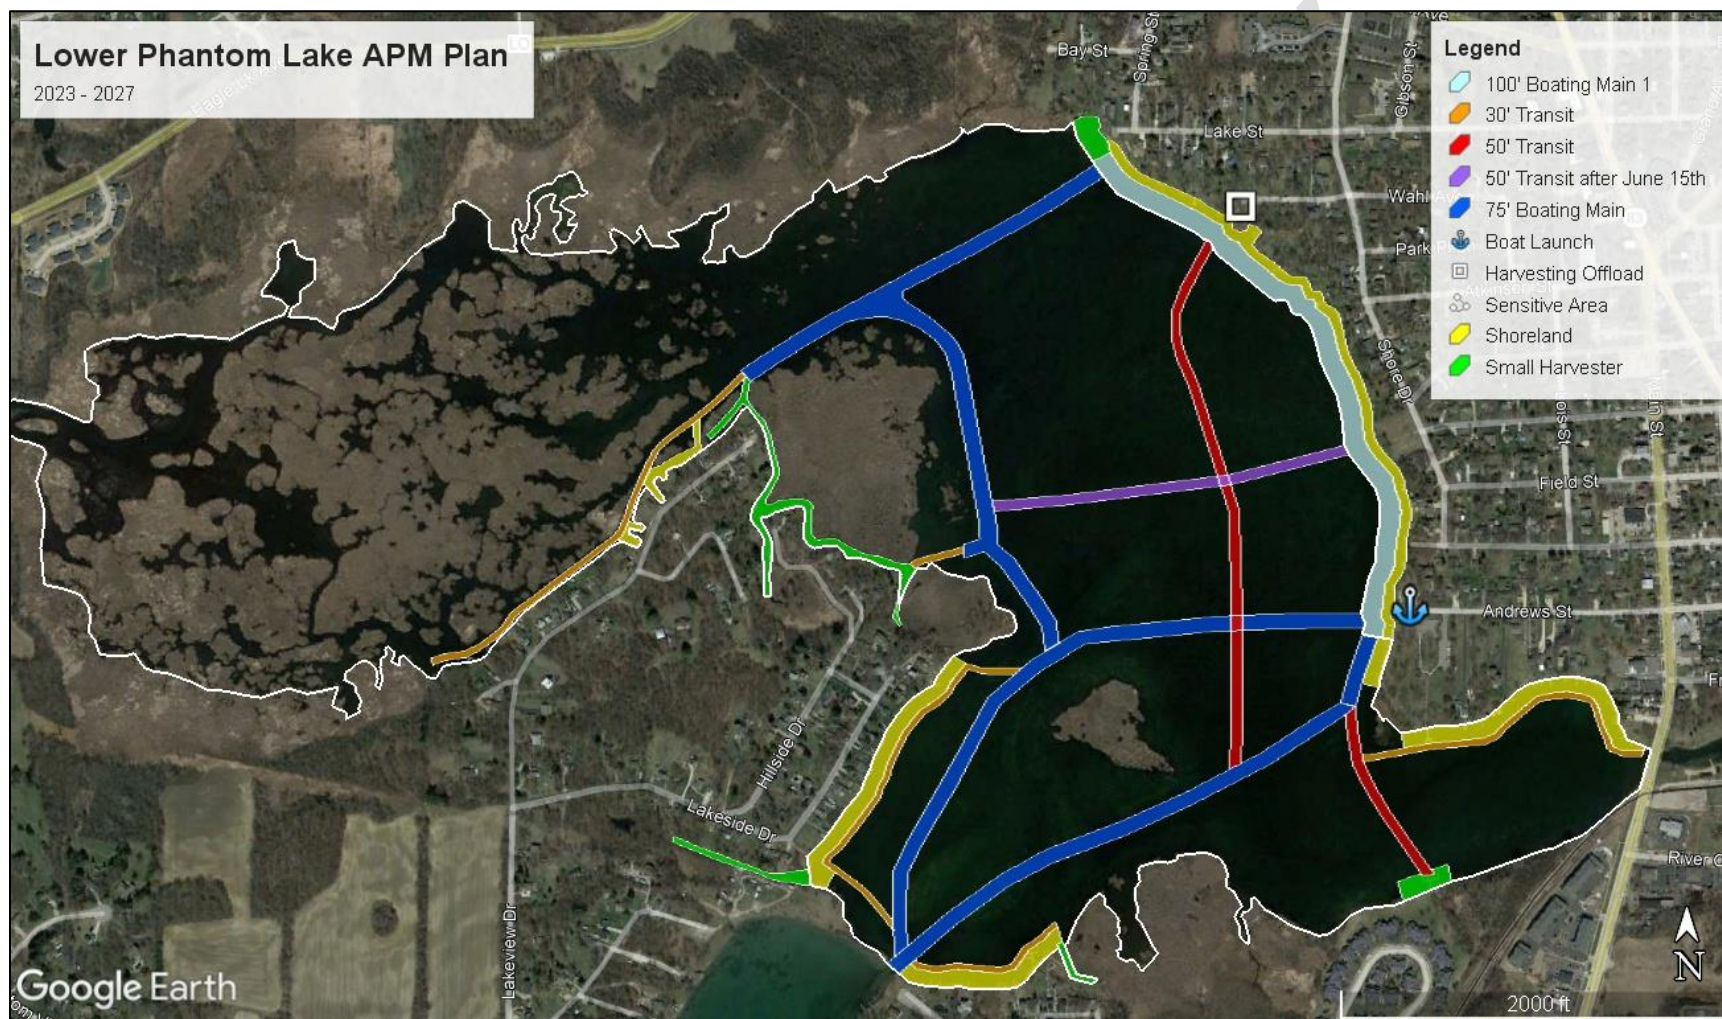 Lower Phantom Lake APM Plan
2023 - 2027
Legend
100' Boating Main 1
30' Transit
50' Transit
50' Transit after June 15th
75' Boating Main
Boat Launch
Harvesting Offload
Sensitive Area
Shoreland
Small Harvester
Bay St
Spring St
Gibson St
Lake St
Shore Dr
Field St
Main St
Andrews St
Hillside Dr
Lakeside Dr
Lakeview Dr
N
2000 ft
Google Earth